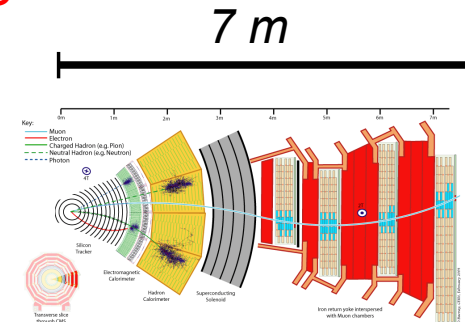 7 m
0m 1m 2m 3m 4m 5m 6m 7m
Key:
Muon
Electron
Charged Hadron (e.g. Pion)
Neutral Hadron (e.g. Neutron)
Photon
4T
2T
Silicon
Tracker
Electromagnetic
Calorimeter
Hadron
Calorimeter
Superconducting
Solenoid
Iron return yoke interspersed
with Muon chambers
Transverse slice
through CMS